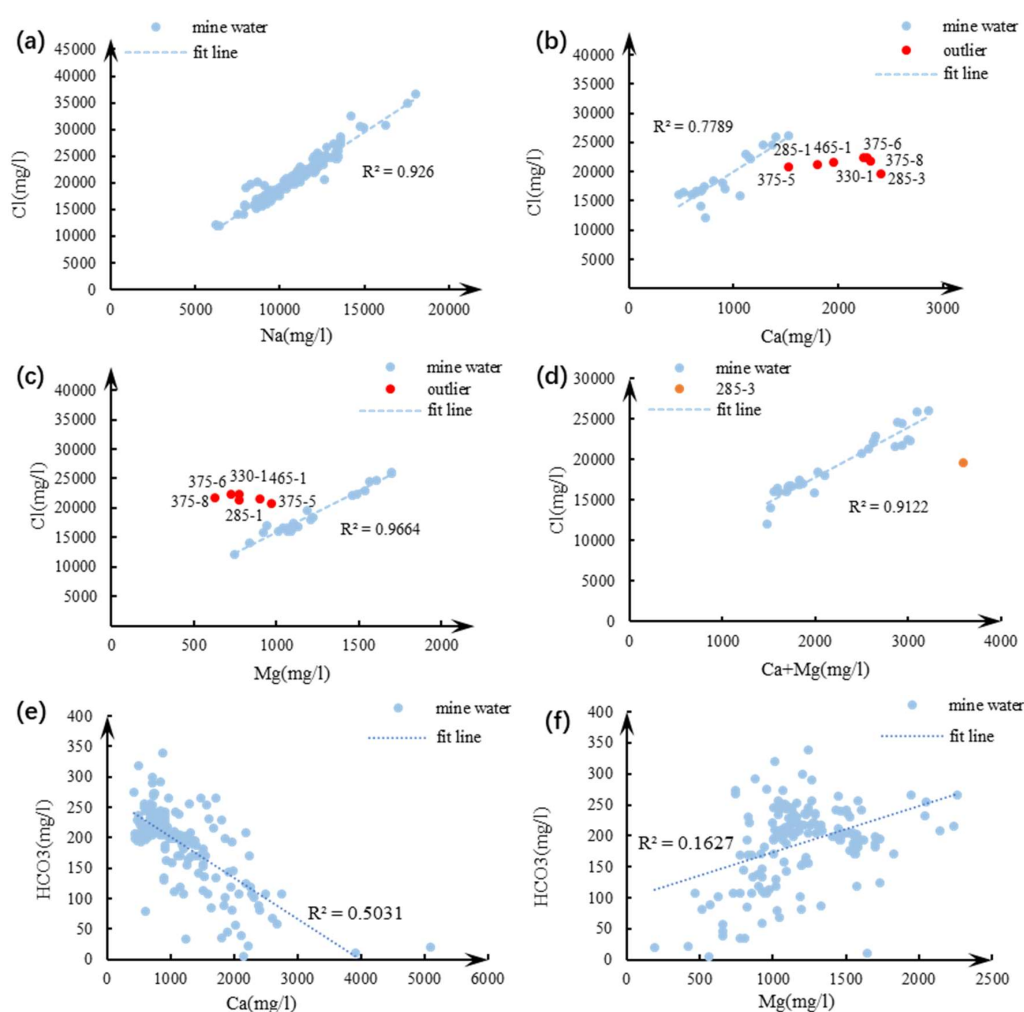 (a)
mine water
fit line
45000
40000
35000
30000
25000
20000
15000
10000
5000
0
0 5000 10000 15000 20000
Cl(mg/l)
Na(mg/l)
R² = 0.926
(b)
mine water
outlier
fit line
40000
35000
30000
25000
20000
15000
10000
5000
0
0 1000 2000 3000
Cl(mg/l)
Ca(mg/l)
R² = 0.7789
285-1 465-1 375-6
375-8
375-5 330-1 285-3
(c)
mine water
outlier
fit line
40000
35000
30000
25000
20000
15000
10000
5000
0 500 1000 1500 2000
Cl(mg/l)
Mg(mg/l)
375-6 330-1 465-1
375-8 285-1 375-5
R² = 0.9664
(d)
mine water
285-3
fit line
30000
25000
20000
15000
10000
5000
0
0 1000 2000 3000 4000
Cl(mg/l)
Ca+Mg(mg/l)
R² = 0.9122
(e)
mine water
fit line
400
350
300
250
200
150
100
50
0
0 1000 2000 3000 4000 5000 6000
HCO3(mg/l)
Ca(mg/l)
R² = 0.5031
(f)
mine water
fit line
400
350
300
250
200
150
100
50
0
0 500 1000 1500 2000 2500
HCO3(mg/l)
Mg(mg/l)
R² = 0.1627